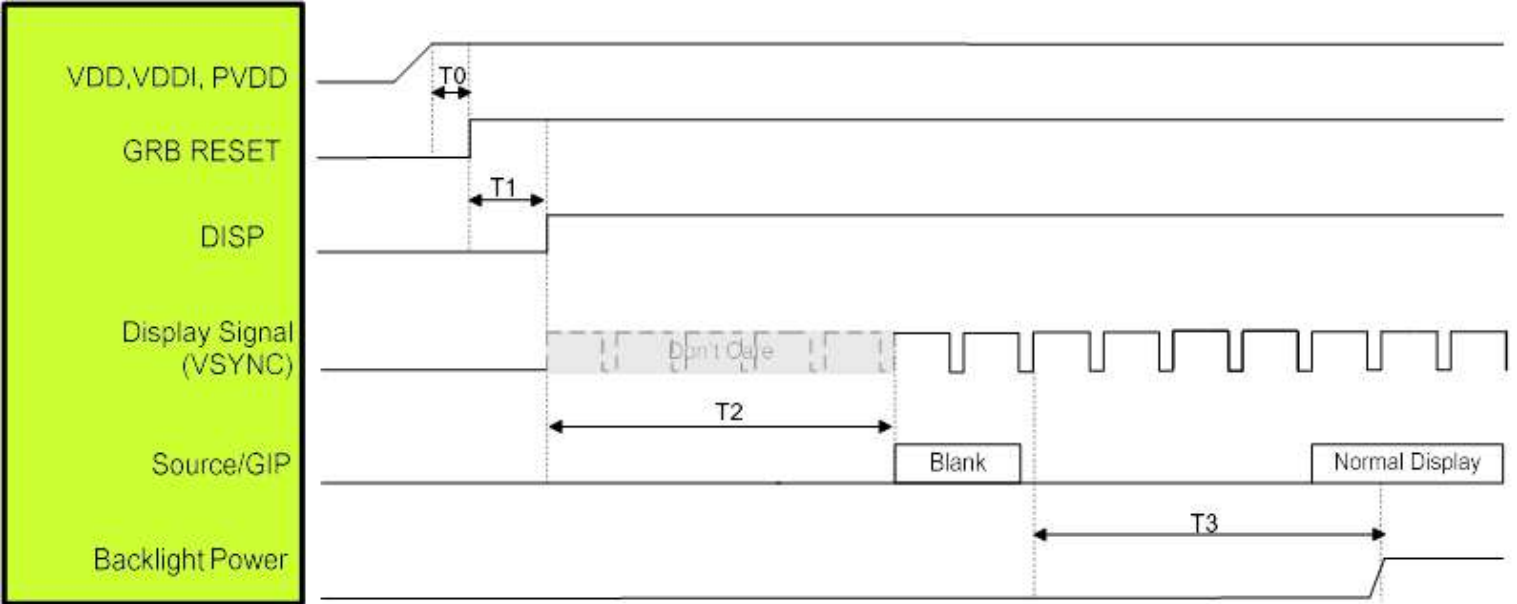 VDD,VDDI, PVDD
T0
GRB RESET
T1
DISP
Display Signal
(VSYNC)
Don't Care
T2
Source/GIP
Blank
Normal Display
T3
Backlight Power